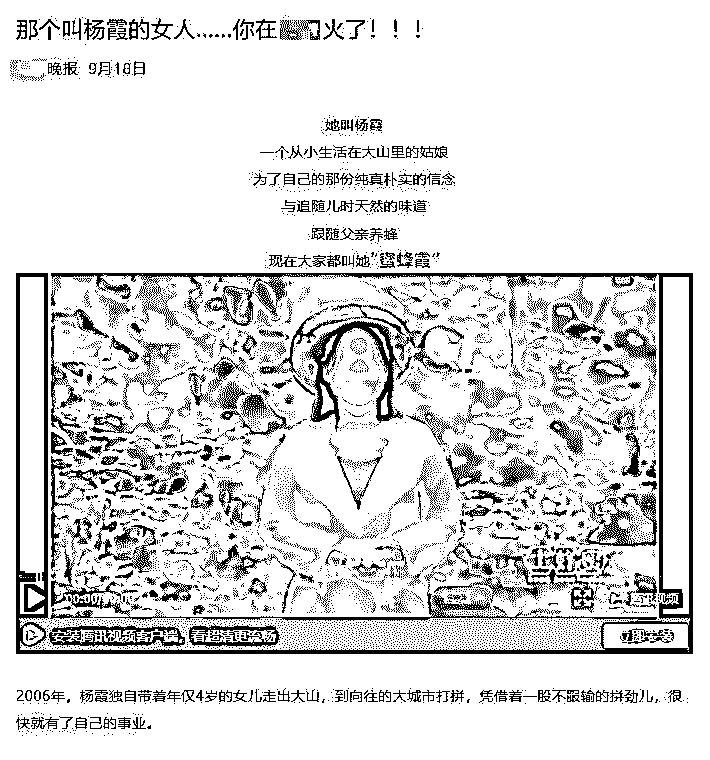 那个叫杨霞的女人……你在火了！！！
晚报 9月18日
她叫杨霞
一个从小生活在大山里的姑娘
为了自己的那份纯真朴实的信念
与追随儿时天然的味道
跟随父亲养蜂
现在大家都叫她“蜜蜂霞”
腾讯视频
安装腾讯视频客户端，看超清更流畅
立即安装
2006年，杨霞独自带着年仅4岁的女儿走出大山，到向往的大城市打拼，凭借着一股不服输的拼劲儿，很
快就有了自己的事业。